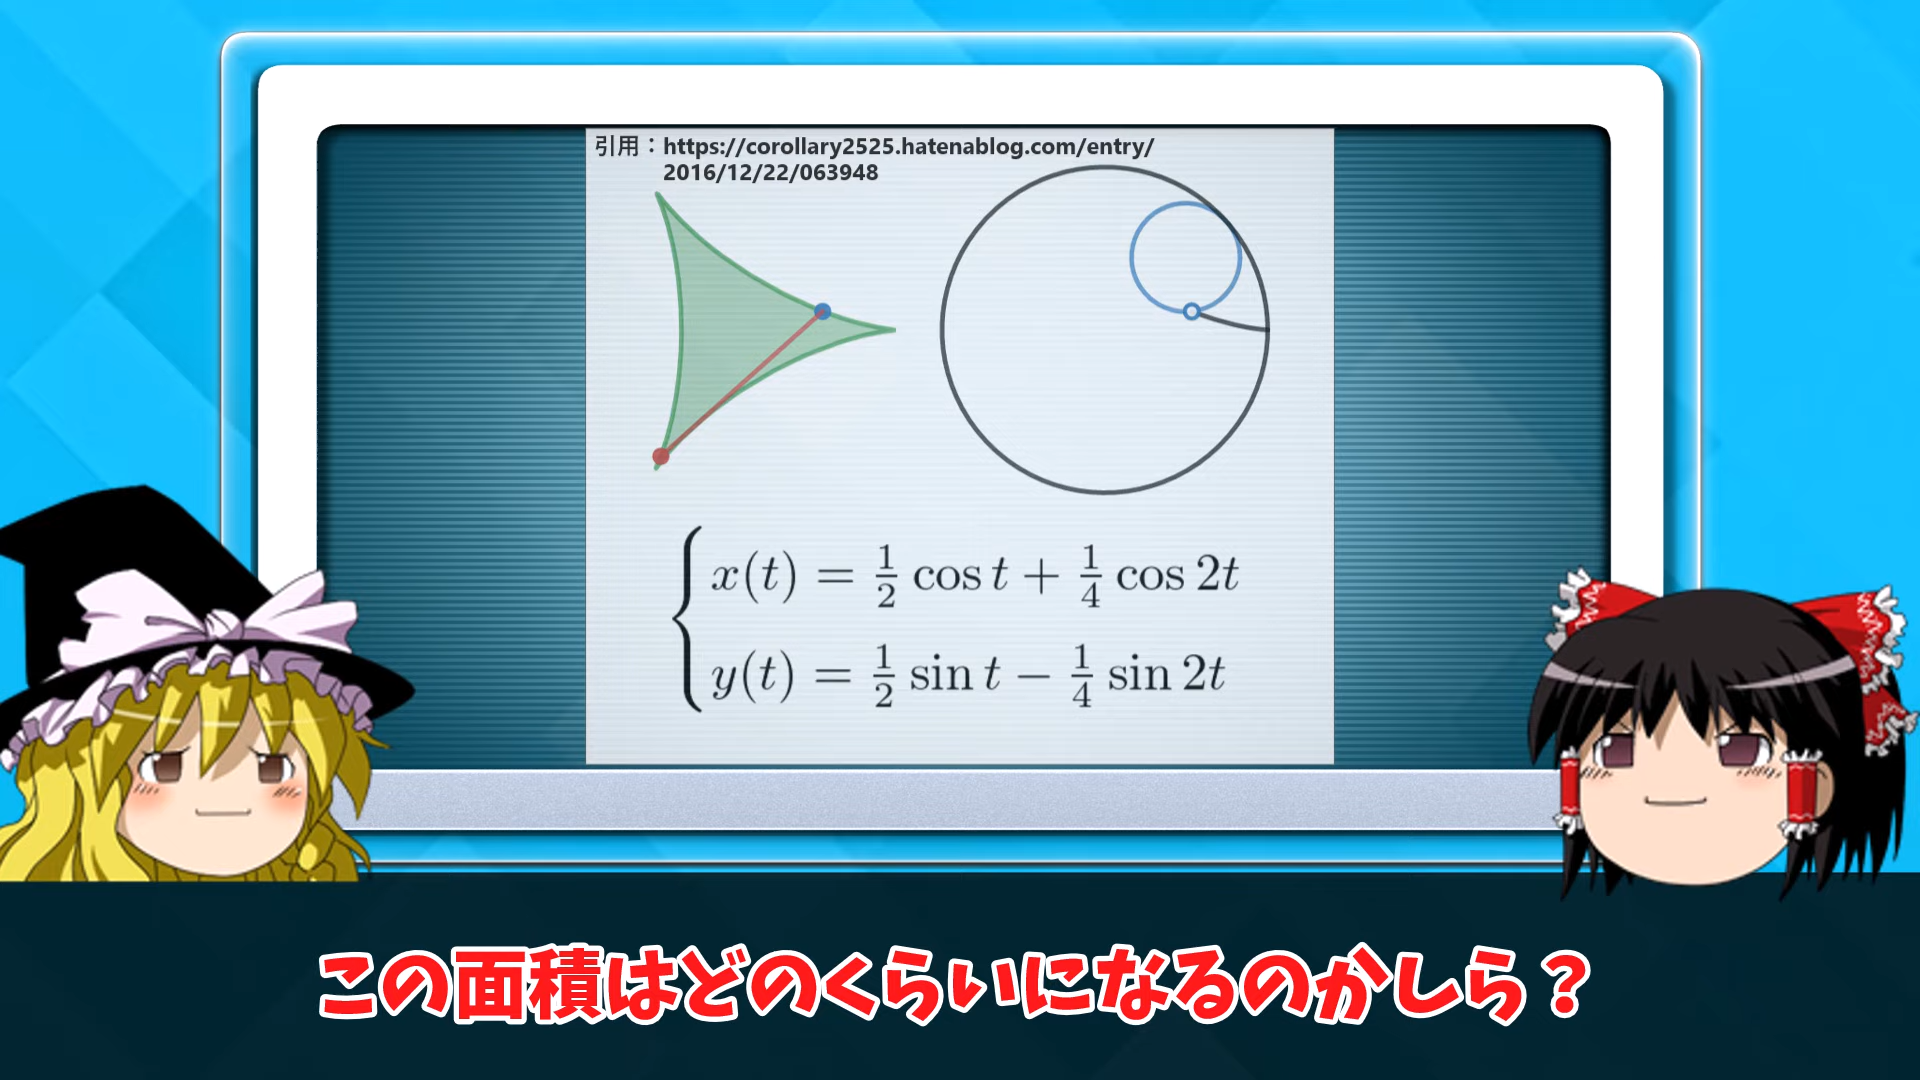 引用：https://corollary2525.hatenablog.com/entry/
2016/12/22/063948
x(t) = 1/2 cos t + 1/4 cos 2t
y(t) = 1/2 sin t − 1/4 sin 2t
この面積はどのくらいになるのかしら？